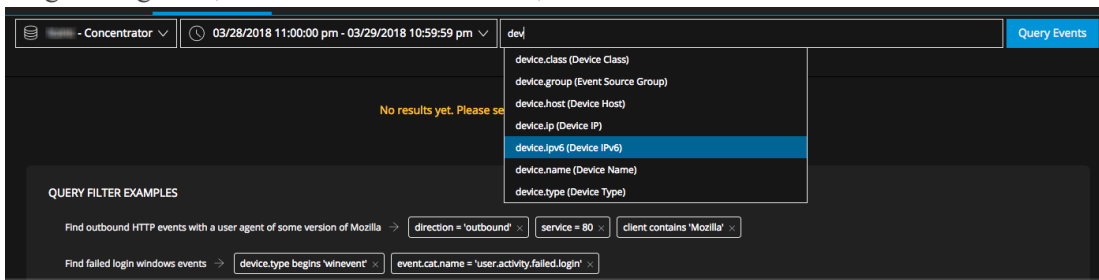 - Concentrator
03/28/2018 11:00:00 pm - 03/29/2018 10:59:59 pm
dev
Query Events
device.class (Device Class)
device.group (Event Source Group)
device.host (Device Host)
No results yet. Please se
device.ip (Device IP)
device.ipv6 (Device IPv6)
device.name (Device Name)
device.type (Device Type)
QUERY FILTER EXAMPLES
Find outbound HTTP events with a user agent of some version of Mozilla → direction = 'outbound' × service = 80 × client contains 'Mozilla' ×
Find failed login windows events → device.type begins 'winevent' × event.cat.name = 'user.activity.failed.login' ×